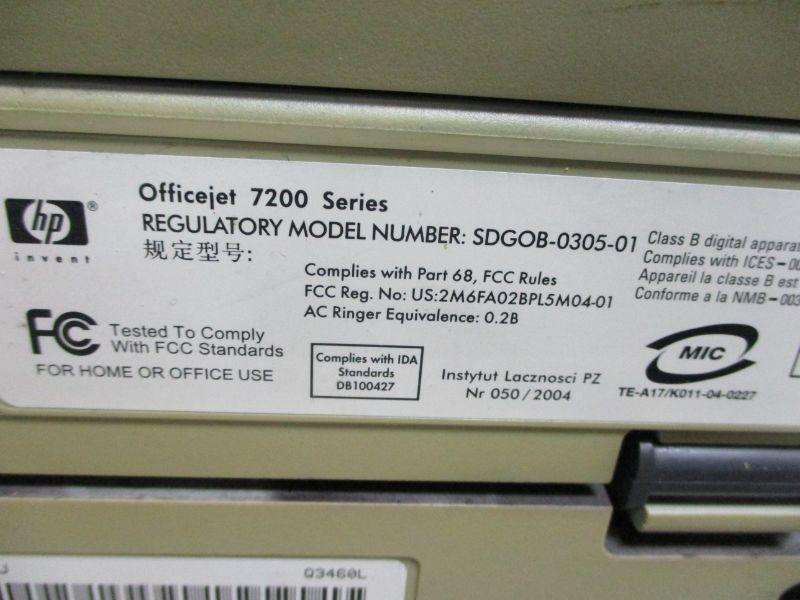 Officejet 7200 Series
hp®
invent
REGULATORY MODEL NUMBER: SDGOB-0305-01
规定型号:
Class B digital
Complies with ICES-
Appareil la classe B est
Conforme a la NMB-003
Complies with Part 68, FCC Rules
FCC Reg. No: US:2M6FA02BPL5M04-01
AC Ringer Equivalence: 0.2B
FC Tested To Comply
With FCC Standards
FOR HOME OR OFFICE USE
Complies with IDA
Standards
DB100427
Instytut Lacznosci PZ
Nr 050/2004
MIC
TE-A17/K011-04-0227
Q3460L